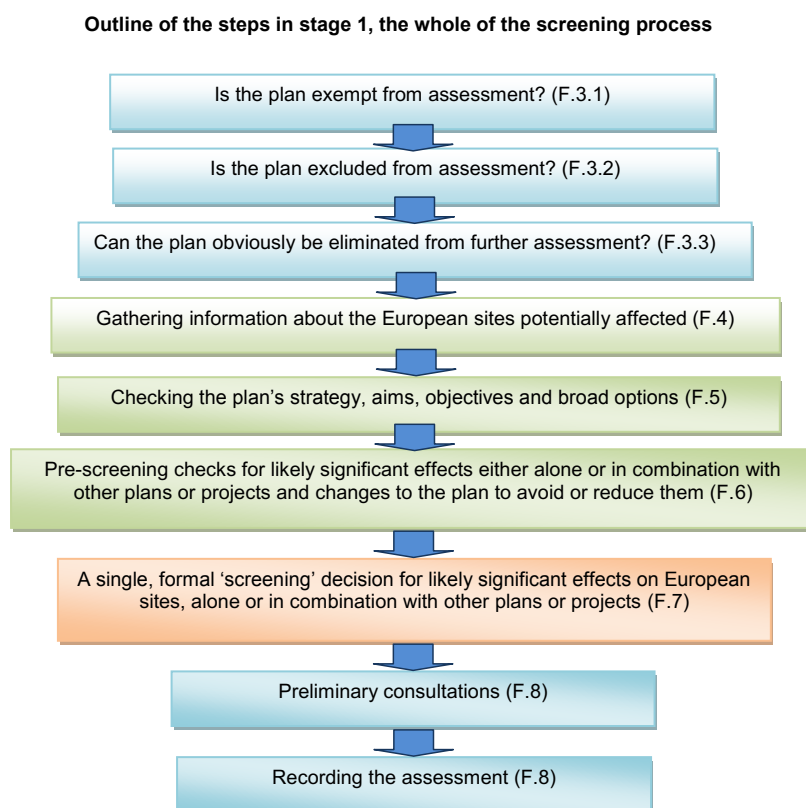 Outline of the steps in stage 1, the whole of the screening process
Is the plan exempt from assessment? (F.3.1)
Is the plan excluded from assessment? (F.3.2)
Can the plan obviously be eliminated from further assessment? (F.3.3)
Gathering information about the European sites potentially affected (F.4)
Checking the plan’s strategy, aims, objectives and broad options (F.5)
Pre-screening checks for likely significant effects either alone or in combination with
other plans or projects and changes to the plan to avoid or reduce them (F.6)
A single, formal ‘screening’ decision for likely significant effects on European
sites, alone or in combination with other plans or projects (F.7)
Preliminary consultations (F.8)
Recording the assessment (F.8)